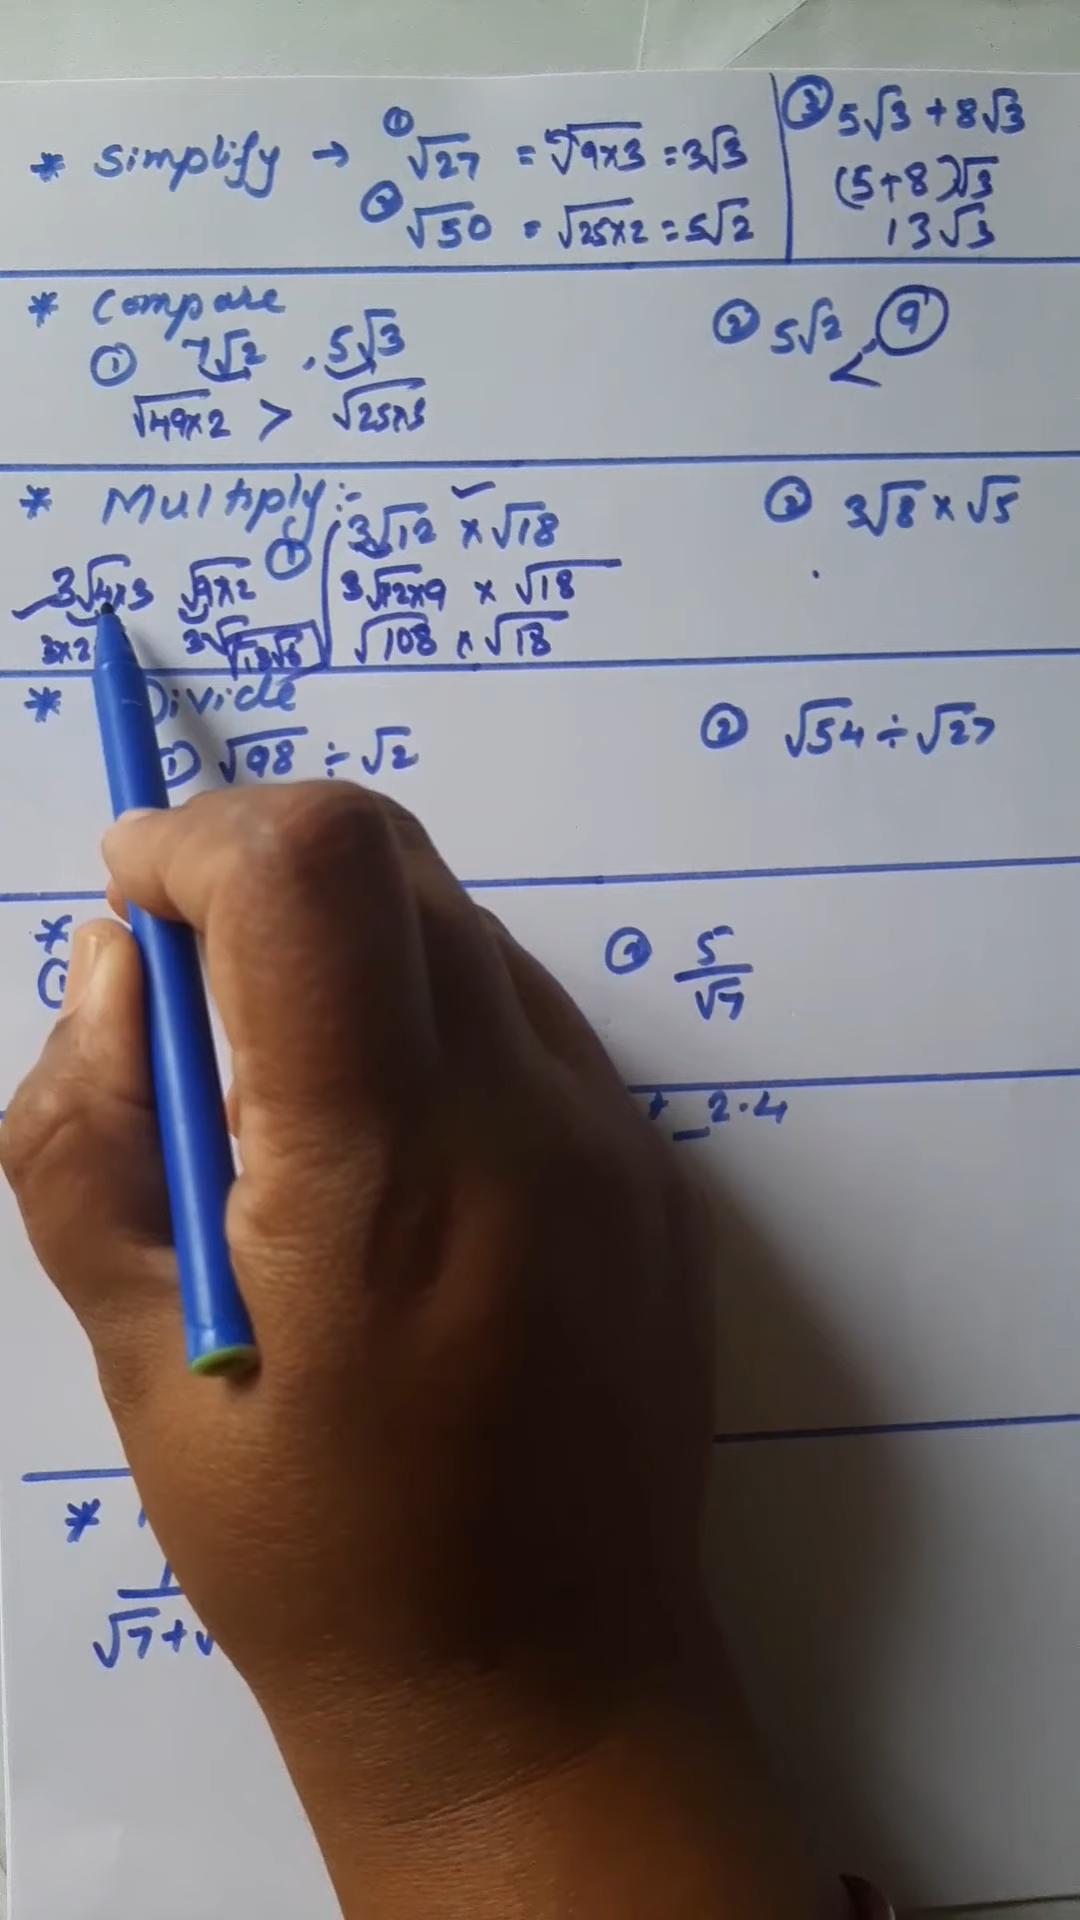 * Simplify → ① √27 = √9×3 = 3√3
② √50 = √25×2 = 5√2
③ 5√3 + 8√3
(5+8)√3
13√3
* Compare
① 7√2 , 5√3
√49×2 > √25×3
② 5√2 < 9
* Multiply:-
① 3√12 × √18
3√12×9 × √18
√108 × √18
3√4×3 √9×2
3×2
② 3√8 × √5
* Divide
① √98 ÷ √2
② √54 ÷ √27
*
①
② 5/√7
+ _ 2·4
*
1
√7+√